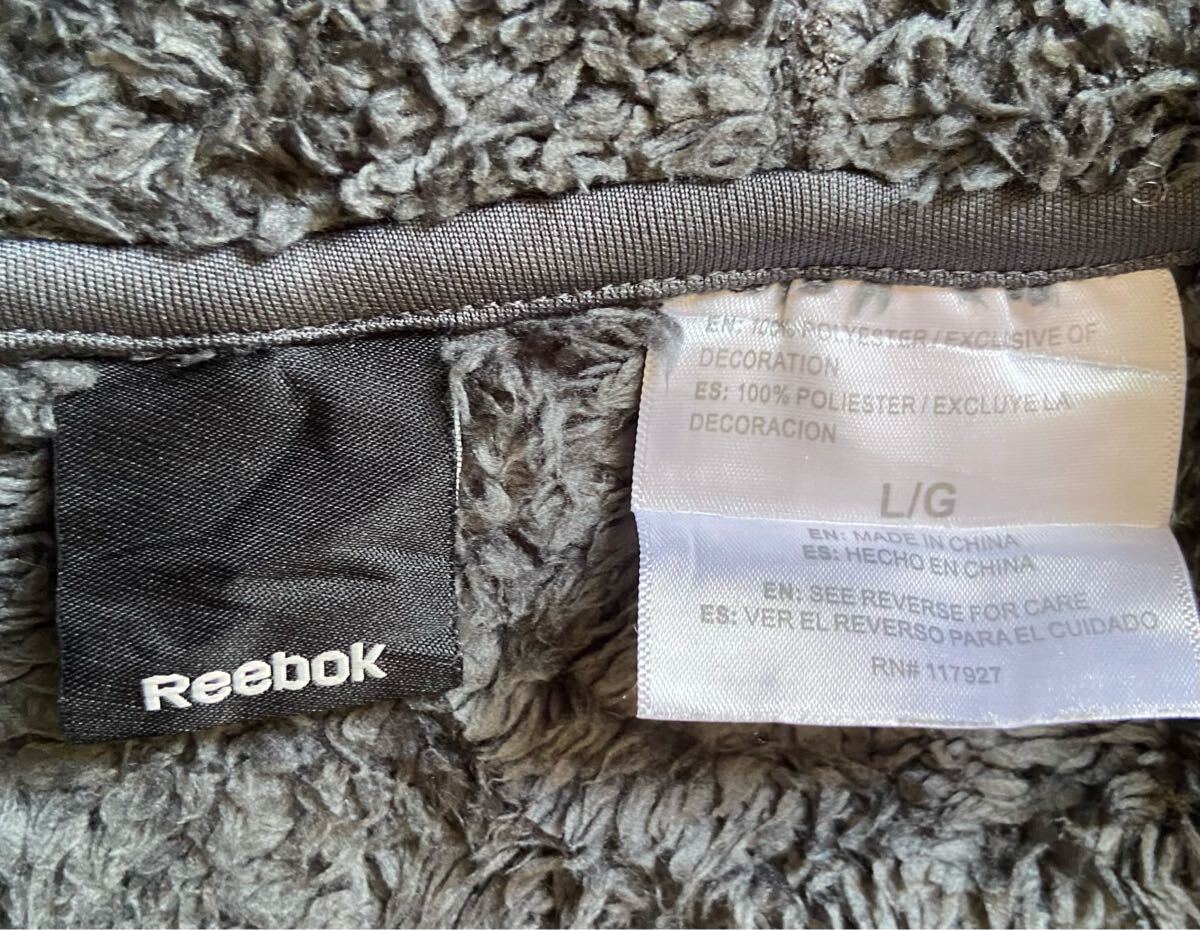 Reebok
EN: 100% POLYESTER / EXCLUSIVE OF
DECORATION
ES: 100% POLIESTER / EXCLUYE LA
DECORACION
L/G
EN: MADE IN CHINA
ES: HECHO EN CHINA
EN: SEE REVERSE FOR CARE
ES: VER EL REVERSO PARA EL CUIDADO
RN# 117927